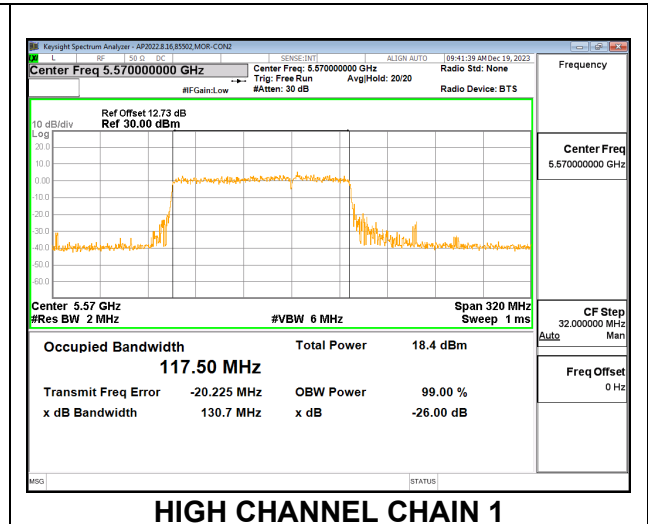 Keysight Spectrum Analyzer - AP2022.8.16,85502,MOR-CON2
L RF 50 Ω DC SENSE:INT ALIGN AUTO 09:41:39 AM Dec 19, 2023
Center Freq 5.570000000 GHz
Center Freq: 5.570000000 GHz
Radio Std: None
Trig: Free Run Avg|Hold: 20/20
#IFGain:Low #Atten: 30 dB Radio Device: BTS
Frequency
Ref Offset 12.73 dB
10 dB/div Ref 30.00 dBm
Log
20.0
10.0
0.00
-10.0
-20.0
-30.0
-40.0
-50.0
-60.0
Center 5.57 GHz Span 320 MHz
#Res BW 2 MHz #VBW 6 MHz Sweep 1 ms
Center Freq
5.570000000 GHz
CF Step
32.000000 MHz
Auto Man
Freq Offset
0 Hz
Occupied Bandwidth Total Power 18.4 dBm
117.50 MHz
Transmit Freq Error -20.225 MHz OBW Power 99.00 %
x dB Bandwidth 130.7 MHz x dB -26.00 dB
MSG STATUS
HIGH CHANNEL CHAIN 1